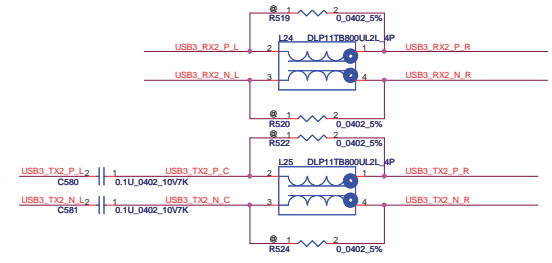 @ 1 2
R519 0_0402_5%
L24 DLP11TB800UL2L_4P
USB3_RX2_P_L 2 1 USB3_RX2_P_R
USB3_RX2_N_L 3 4 USB3_RX2_N_R
@ 1 2
R520 0_0402_5%
@ 1 2
R522 0_0402_5%
L25 DLP11TB800UL2L_4P
USB3_TX2_P_L 2 1 USB3_TX2_P_C 2 1 USB3_TX2_P_R
C580 0.1U_0402_10V7K
USB3_TX2_N_L 2 1 USB3_TX2_N_C 3 4 USB3_TX2_N_R
C581 0.1U_0402_10V7K
@ 1 2
R524 0_0402_5%